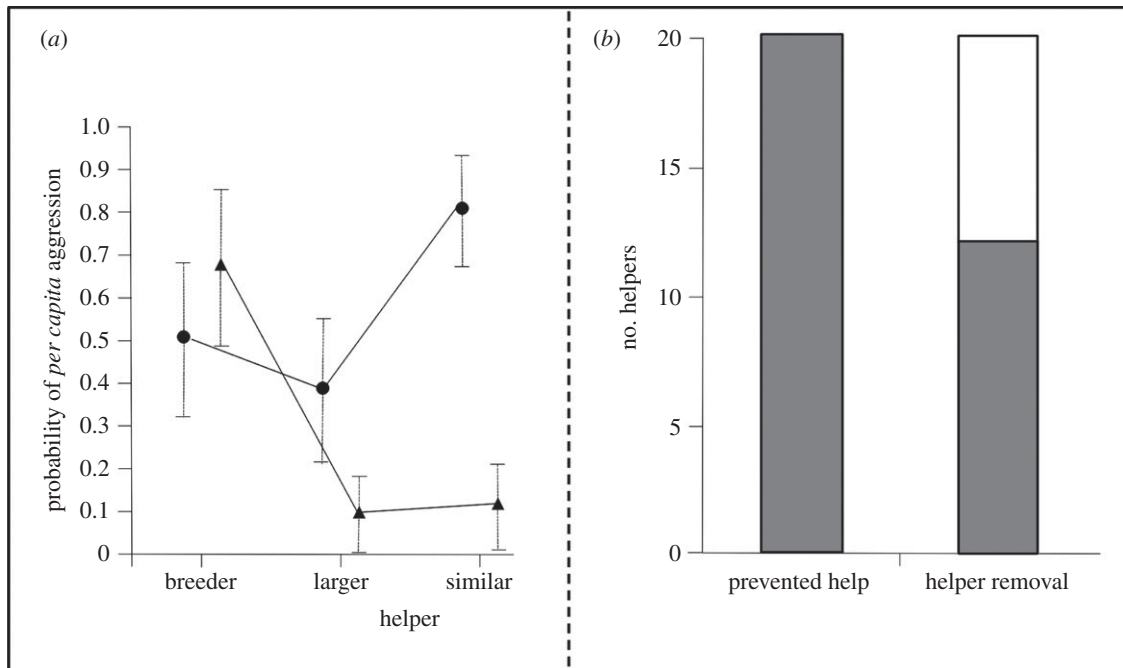 (a)
probability of per capita aggression
1.0
0.9
0.8
0.7
0.6
0.5
0.4
0.3
0.2
0.1
0
breeder larger similar
helper
(b)
no. helpers
20
15
10
5
0
prevented help helper removal